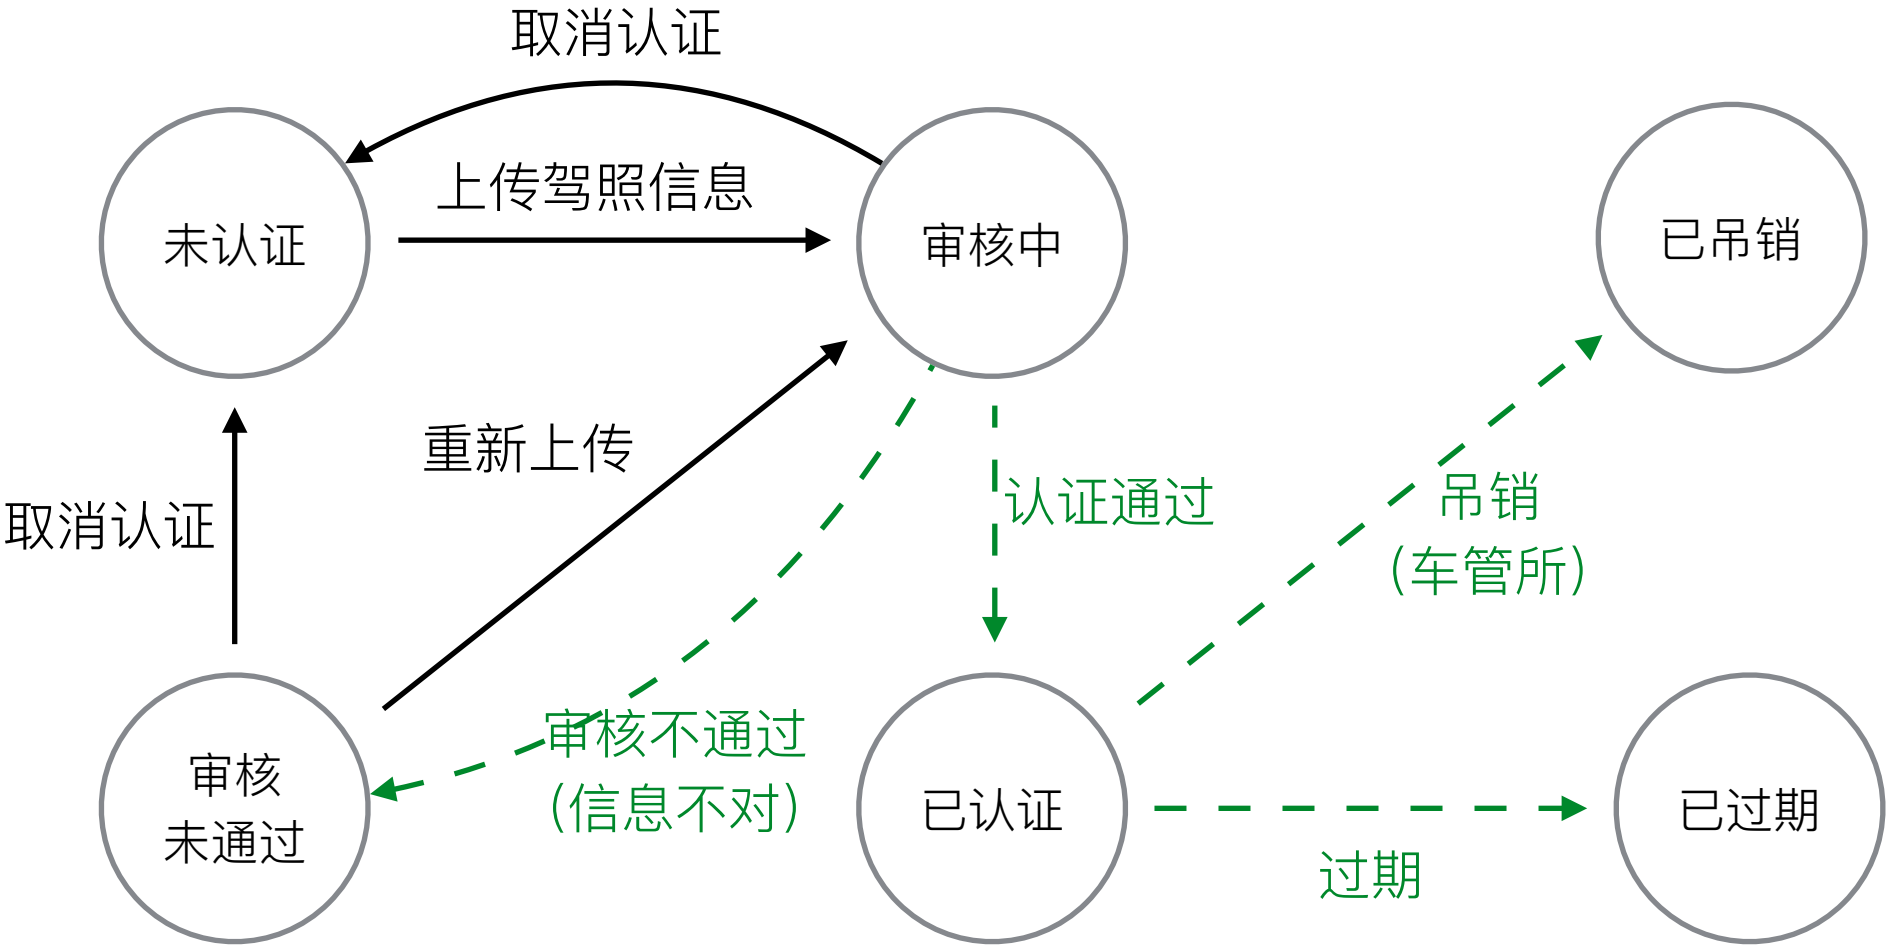 取消认证
上传驾照信息
未认证
审核中
已吊销
重新上传
取消认证
认证通过
吊销
(车管所)
审核不通过
(信息不对)
审核
未通过
已认证
已过期
过期